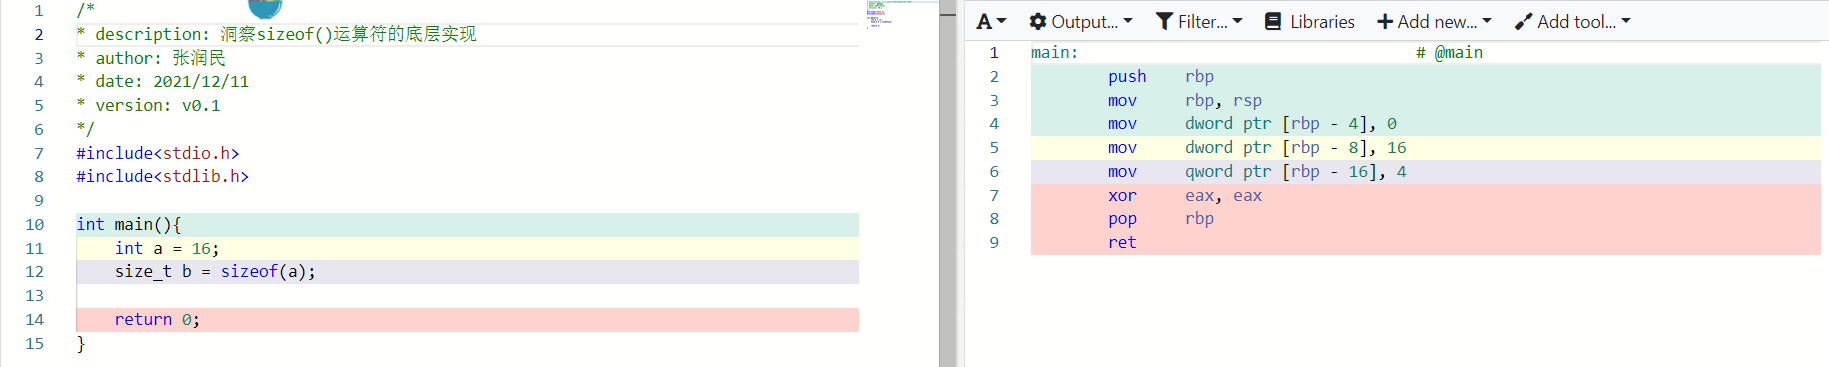 1 /*
2 * description: 洞察sizeof()运算符的底层实现
3 * author: 张润民
4 * date: 2021/12/11
5 * version: v0.1
6 */
7 #include<stdio.h>
8 #include<stdlib.h>
9
10 int main(){
11 int a = 16;
12 size_t b = sizeof(a);
13
14 return 0;
15 }
A Output... Filter... Libraries Add new... Add tool...
1 main: # @main
2 push rbp
3 mov rbp, rsp
4 mov dword ptr [rbp - 4], 0
5 mov dword ptr [rbp - 8], 16
6 mov qword ptr [rbp - 16], 4
7 xor eax, eax
8 pop rbp
9 ret